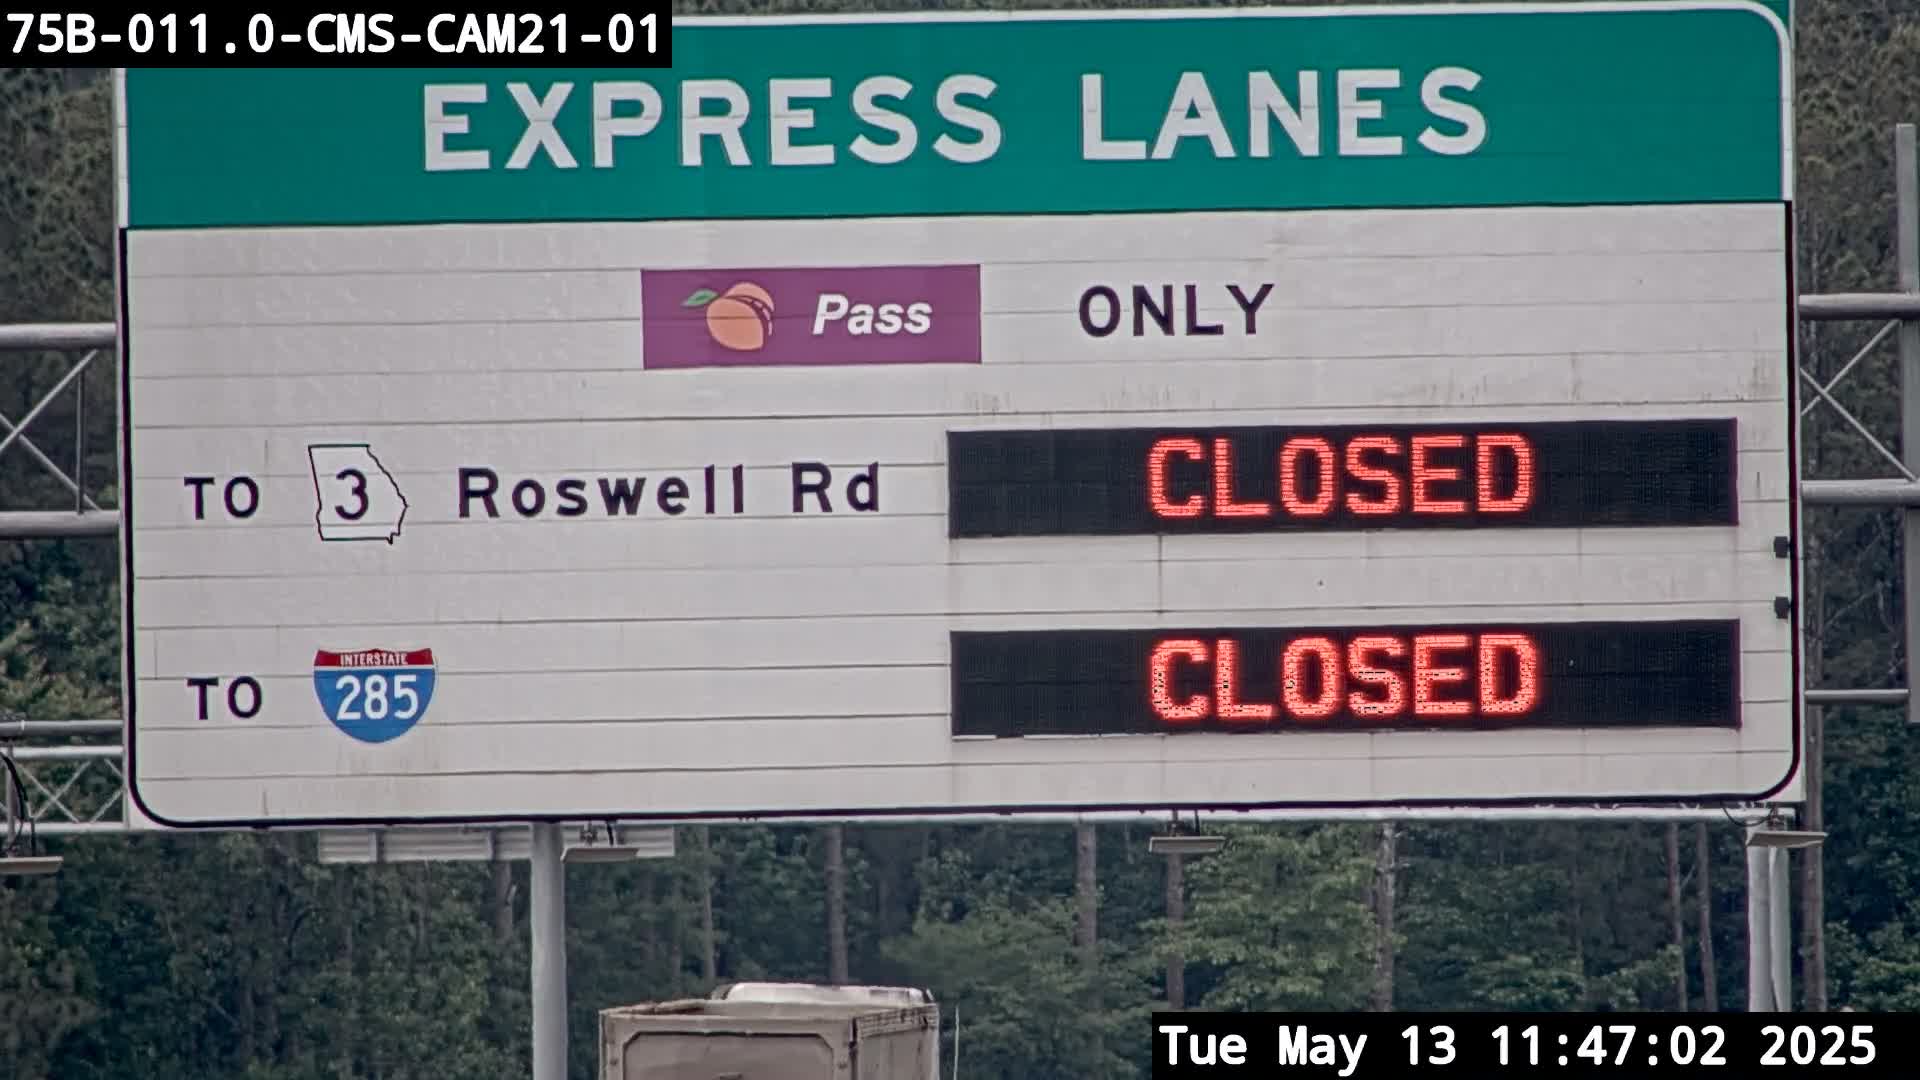 75B-011.0-CMS-CAM21-01
EXPRESS LANES
Pass ONLY
TO 3 Roswell Rd CLOSED
TO INTERSTATE 285 CLOSED
Tue May 13 11:47:02 2025